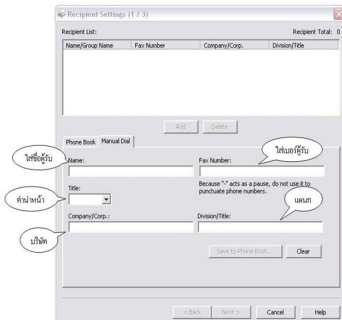 Recipient Settings (1 / 3)
Recipient List:
Recipient Total: 0
Name/Group Name
Fax Number
Company/Corp.
Division/Title
Add
Delete
Phone Book
Manual Dial
ใส่ชื่อผู้รับ
ใส่เบอร์ผู้รับ
Name:
Fax Number:
Because "-" acts as a pause, do not use it to
punctuate phone numbers.
คำนำหน้า
Title:
แผนก
Company/Corp.:
Division/Title:
บริษัท
Save to Phone Book...
Clear
< Back
Next >
Cancel
Help